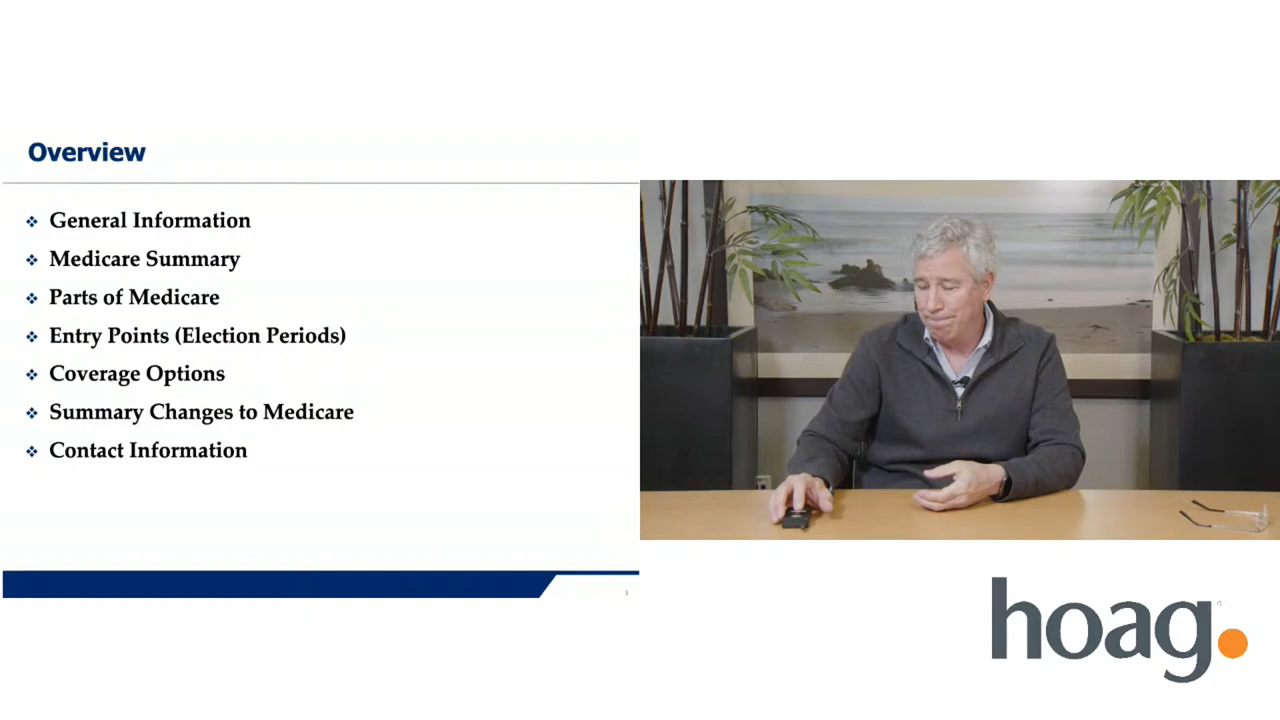 Overview
General Information
Medicare Summary
Parts of Medicare
Entry Points (Election Periods)
Coverage Options
Summary Changes to Medicare
Contact Information
1
hoag.